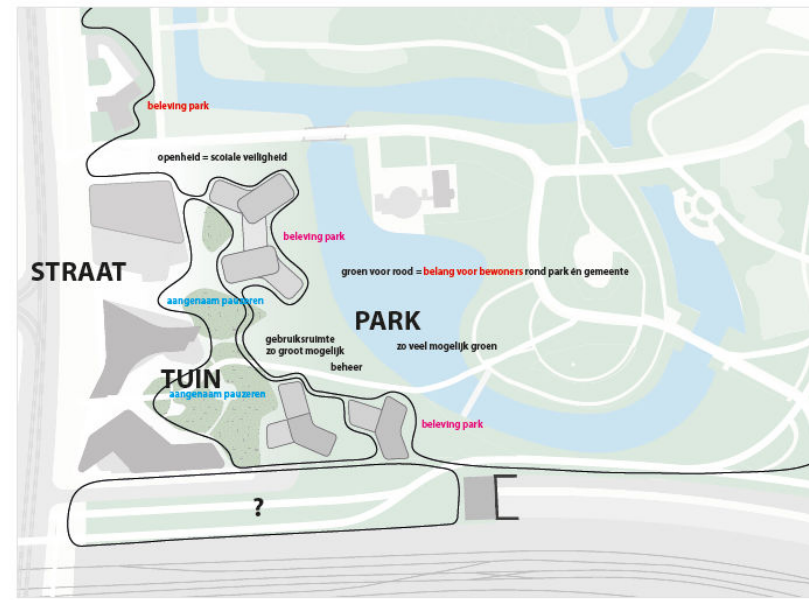 beleving park
openheid = scoiale veiligheid
beleving park
STRAAT
groen voor rood = belang voor bewoners rond park én gemeente
aangenaam pauzeren
PARK
gebruiksruimte
zo groot mogelijk
zo veel mogelijk groen
beheer
TUIN
aangenaam pauzeren
beleving park
?